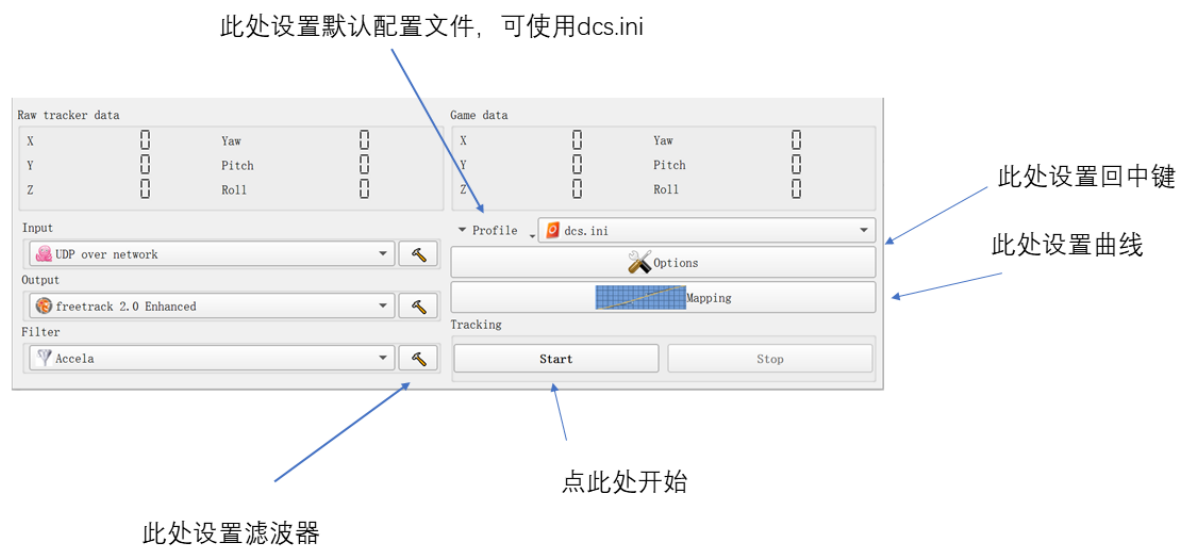 此处设置默认配置文件，可使用dcs.ini
Raw tracker data
X 0 Yaw 0
Y 0 Pitch 0
Z 0 Roll 0
Game data
X 0 Yaw 0
Y 0 Pitch 0
Z 0 Roll 0
此处设置回中键
Input
UDP over network
Profile dcs.ini
此处设置曲线
Options
Output
freetrack 2.0 Enhanced
Mapping
Filter
Accela
Tracking
Start
Stop
点此处开始
此处设置滤波器